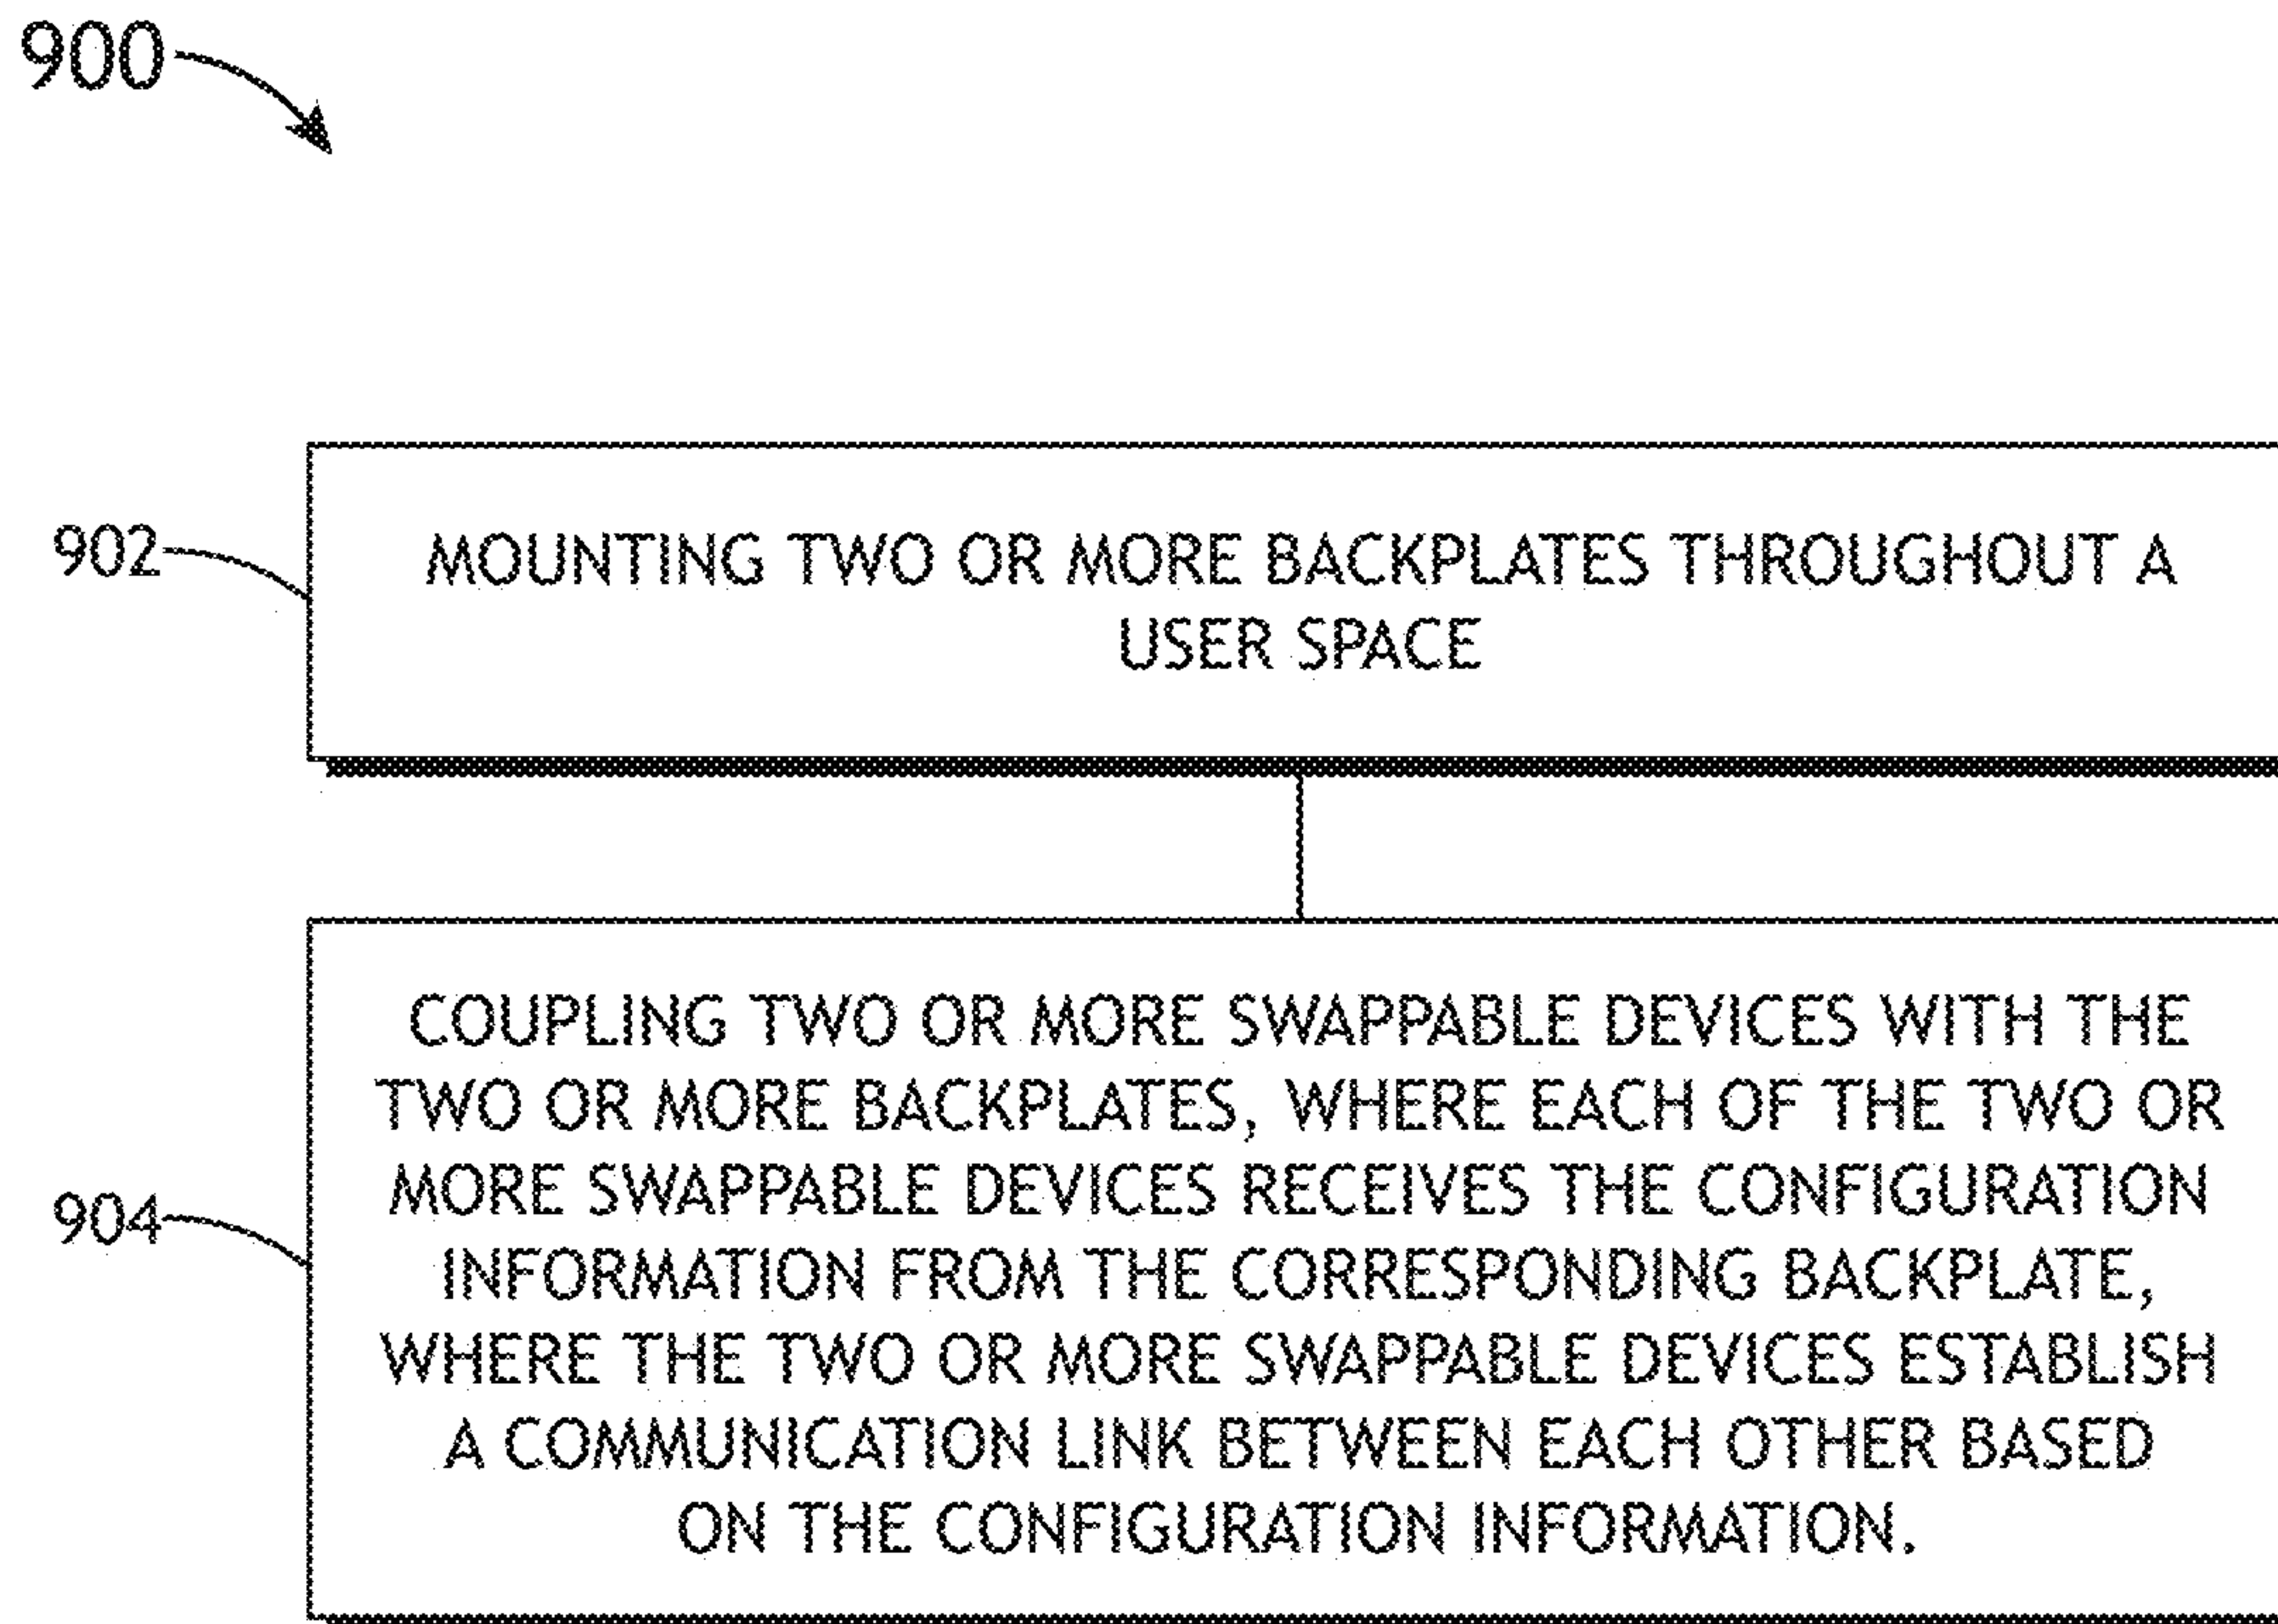 900
902
MOUNTING TWO OR MORE BACKPLATES THROUGHOUT A
USER SPACE
COUPLING TWO OR MORE SWAPPABLE DEVICES WITH THE
TWO OR MORE BACKPLATES, WHERE EACH OF THE TWO OR
MORE SWAPPABLE DEVICES RECEIVES THE CONFIGURATION
904
INFORMATION FROM THE CORRESPONDING BACKPLATE,
WHERE THE TWO OR MORE SWAPPABLE DEVICES ESTABLISH
A COMMUNICATION LINK BETWEEN EACH OTHER BASED
ON THE CONFIGURATION INFORMATION.